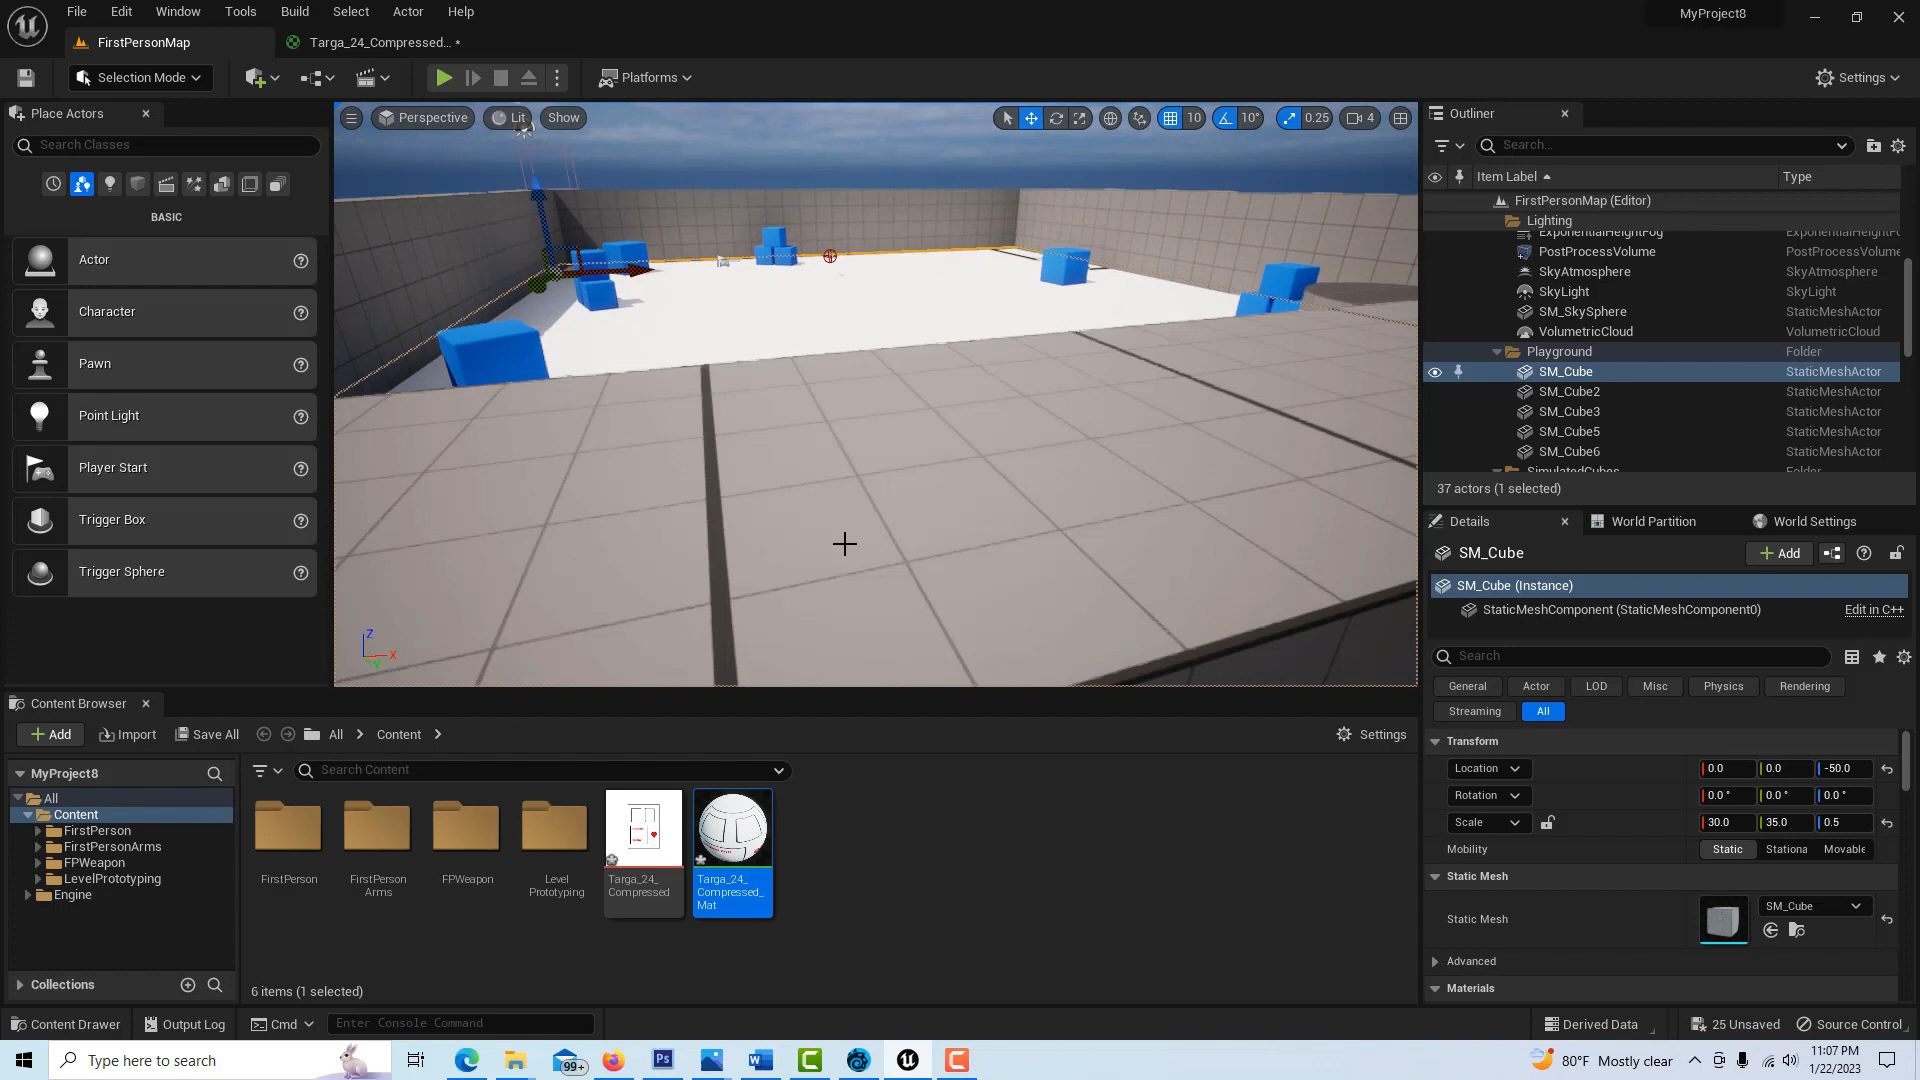 File Edit Window Tools Build Select Actor Help
MyProject8
FirstPersonMap
Targa_24_Compressed... *
Selection Mode
Platforms
Settings
Place Actors
Search Classes
BASIC
Actor
Character
Pawn
Point Light
Player Start
Trigger Box
Trigger Sphere
Perspective
Lit
Show
10
10°
0.25
4
Z
X
Y
Outliner
Search...
Item Label
Type
FirstPersonMap (Editor)
Lighting
ExponentialHeightFog ExponentialHeightFo
PostProcessVolume PostProcessVolume
SkyAtmosphere SkyAtmosphere
SkyLight SkyLight
SM_SkySphere StaticMeshActor
VolumetricCloud VolumetricCloud
Playground Folder
SM_Cube StaticMeshActor
SM_Cube2 StaticMeshActor
SM_Cube3 StaticMeshActor
SM_Cube5 StaticMeshActor
SM_Cube6 StaticMeshActor
SimulatedCubes Folder
37 actors (1 selected)
Details
World Partition
World Settings
SM_Cube
Add
SM_Cube (Instance)
StaticMeshComponent (StaticMeshComponent0)
Edit in C++
Search
General Actor LOD Misc Physics Rendering
Streaming All
Transform
Location 0.0 0.0 -50.0
Rotation 0.0 ° 0.0 ° 0.0 °
Scale 30.0 35.0 0.5
Mobility Static Stationa Movable
Static Mesh
Static Mesh SM_Cube
Advanced
Materials
Content Browser
Add
Import
Save All
All
Content
Settings
MyProject8
Search Content
All
Content
FirstPerson
FirstPersonArms
FPWeapon
LevelPrototyping
Engine
Collections
FirstPerson
FirstPerson
Arms
FPWeapon
Level
Prototyping
Targa_24_
Compressed
Targa_24_
Compressed_
Mat
6 items (1 selected)
Content Drawer
Output Log
Cmd
Enter Console Command
Derived Data
25 Unsaved
Source Control
Type here to search
99+
Ps
W
80°F Mostly clear
11:07 PM
1/22/2023